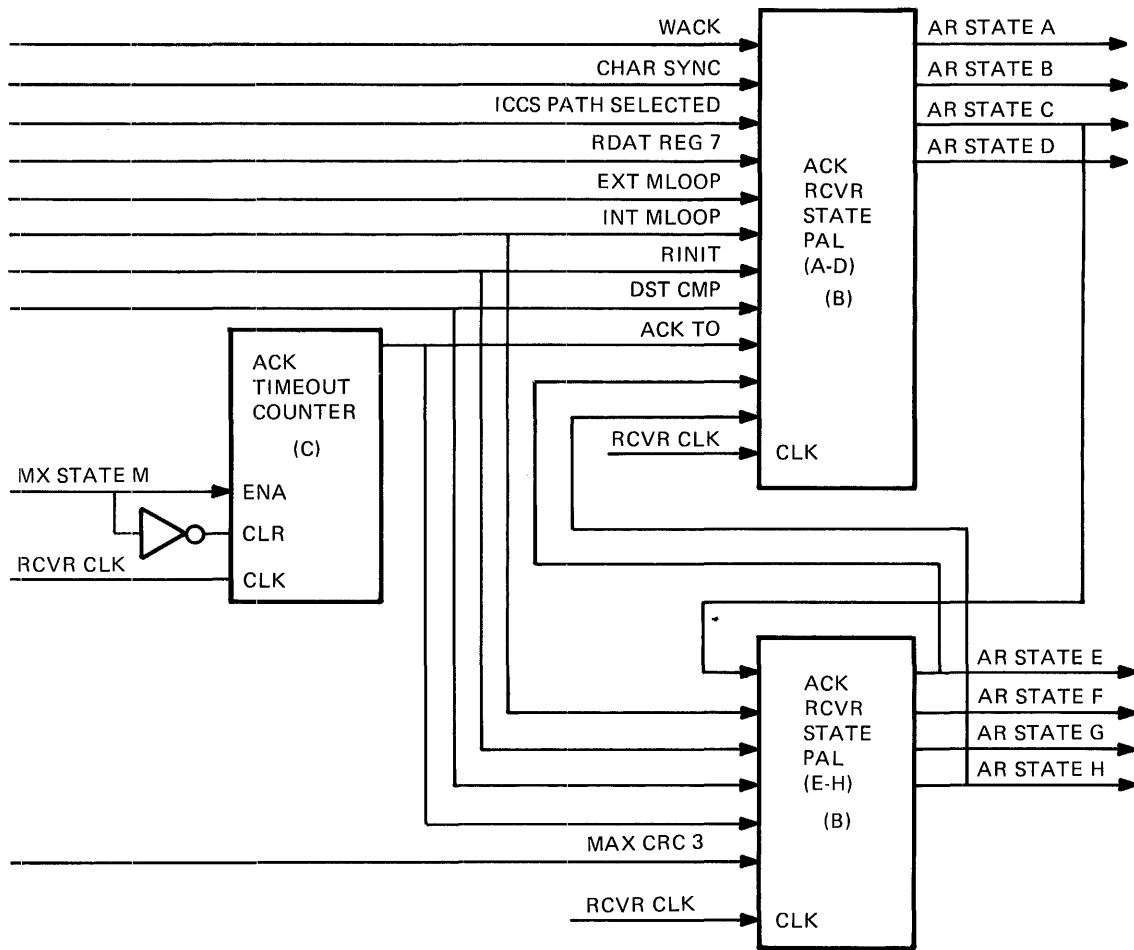 WACK
CHAR SYNC
ICCS PATH SELECTED
RDAT REG 7
EXT MLOOP
INT MLOOP
RINIT
DST CMP
ACK TO
RCVR CLK
ACK
RCVR
STATE
PAL
(A-D)
(B)
CLK
AR STATE A
AR STATE B
AR STATE C
AR STATE D
ACK
TIMEOUT
COUNTER
(C)
ENA
CLR
CLK
MX STATE M
RCVR CLK
MAX CRC 3
RCVR CLK
ACK
RCVR
STATE
PAL
(E-H)
(B)
CLK
AR STATE E
AR STATE F
AR STATE G
AR STATE H